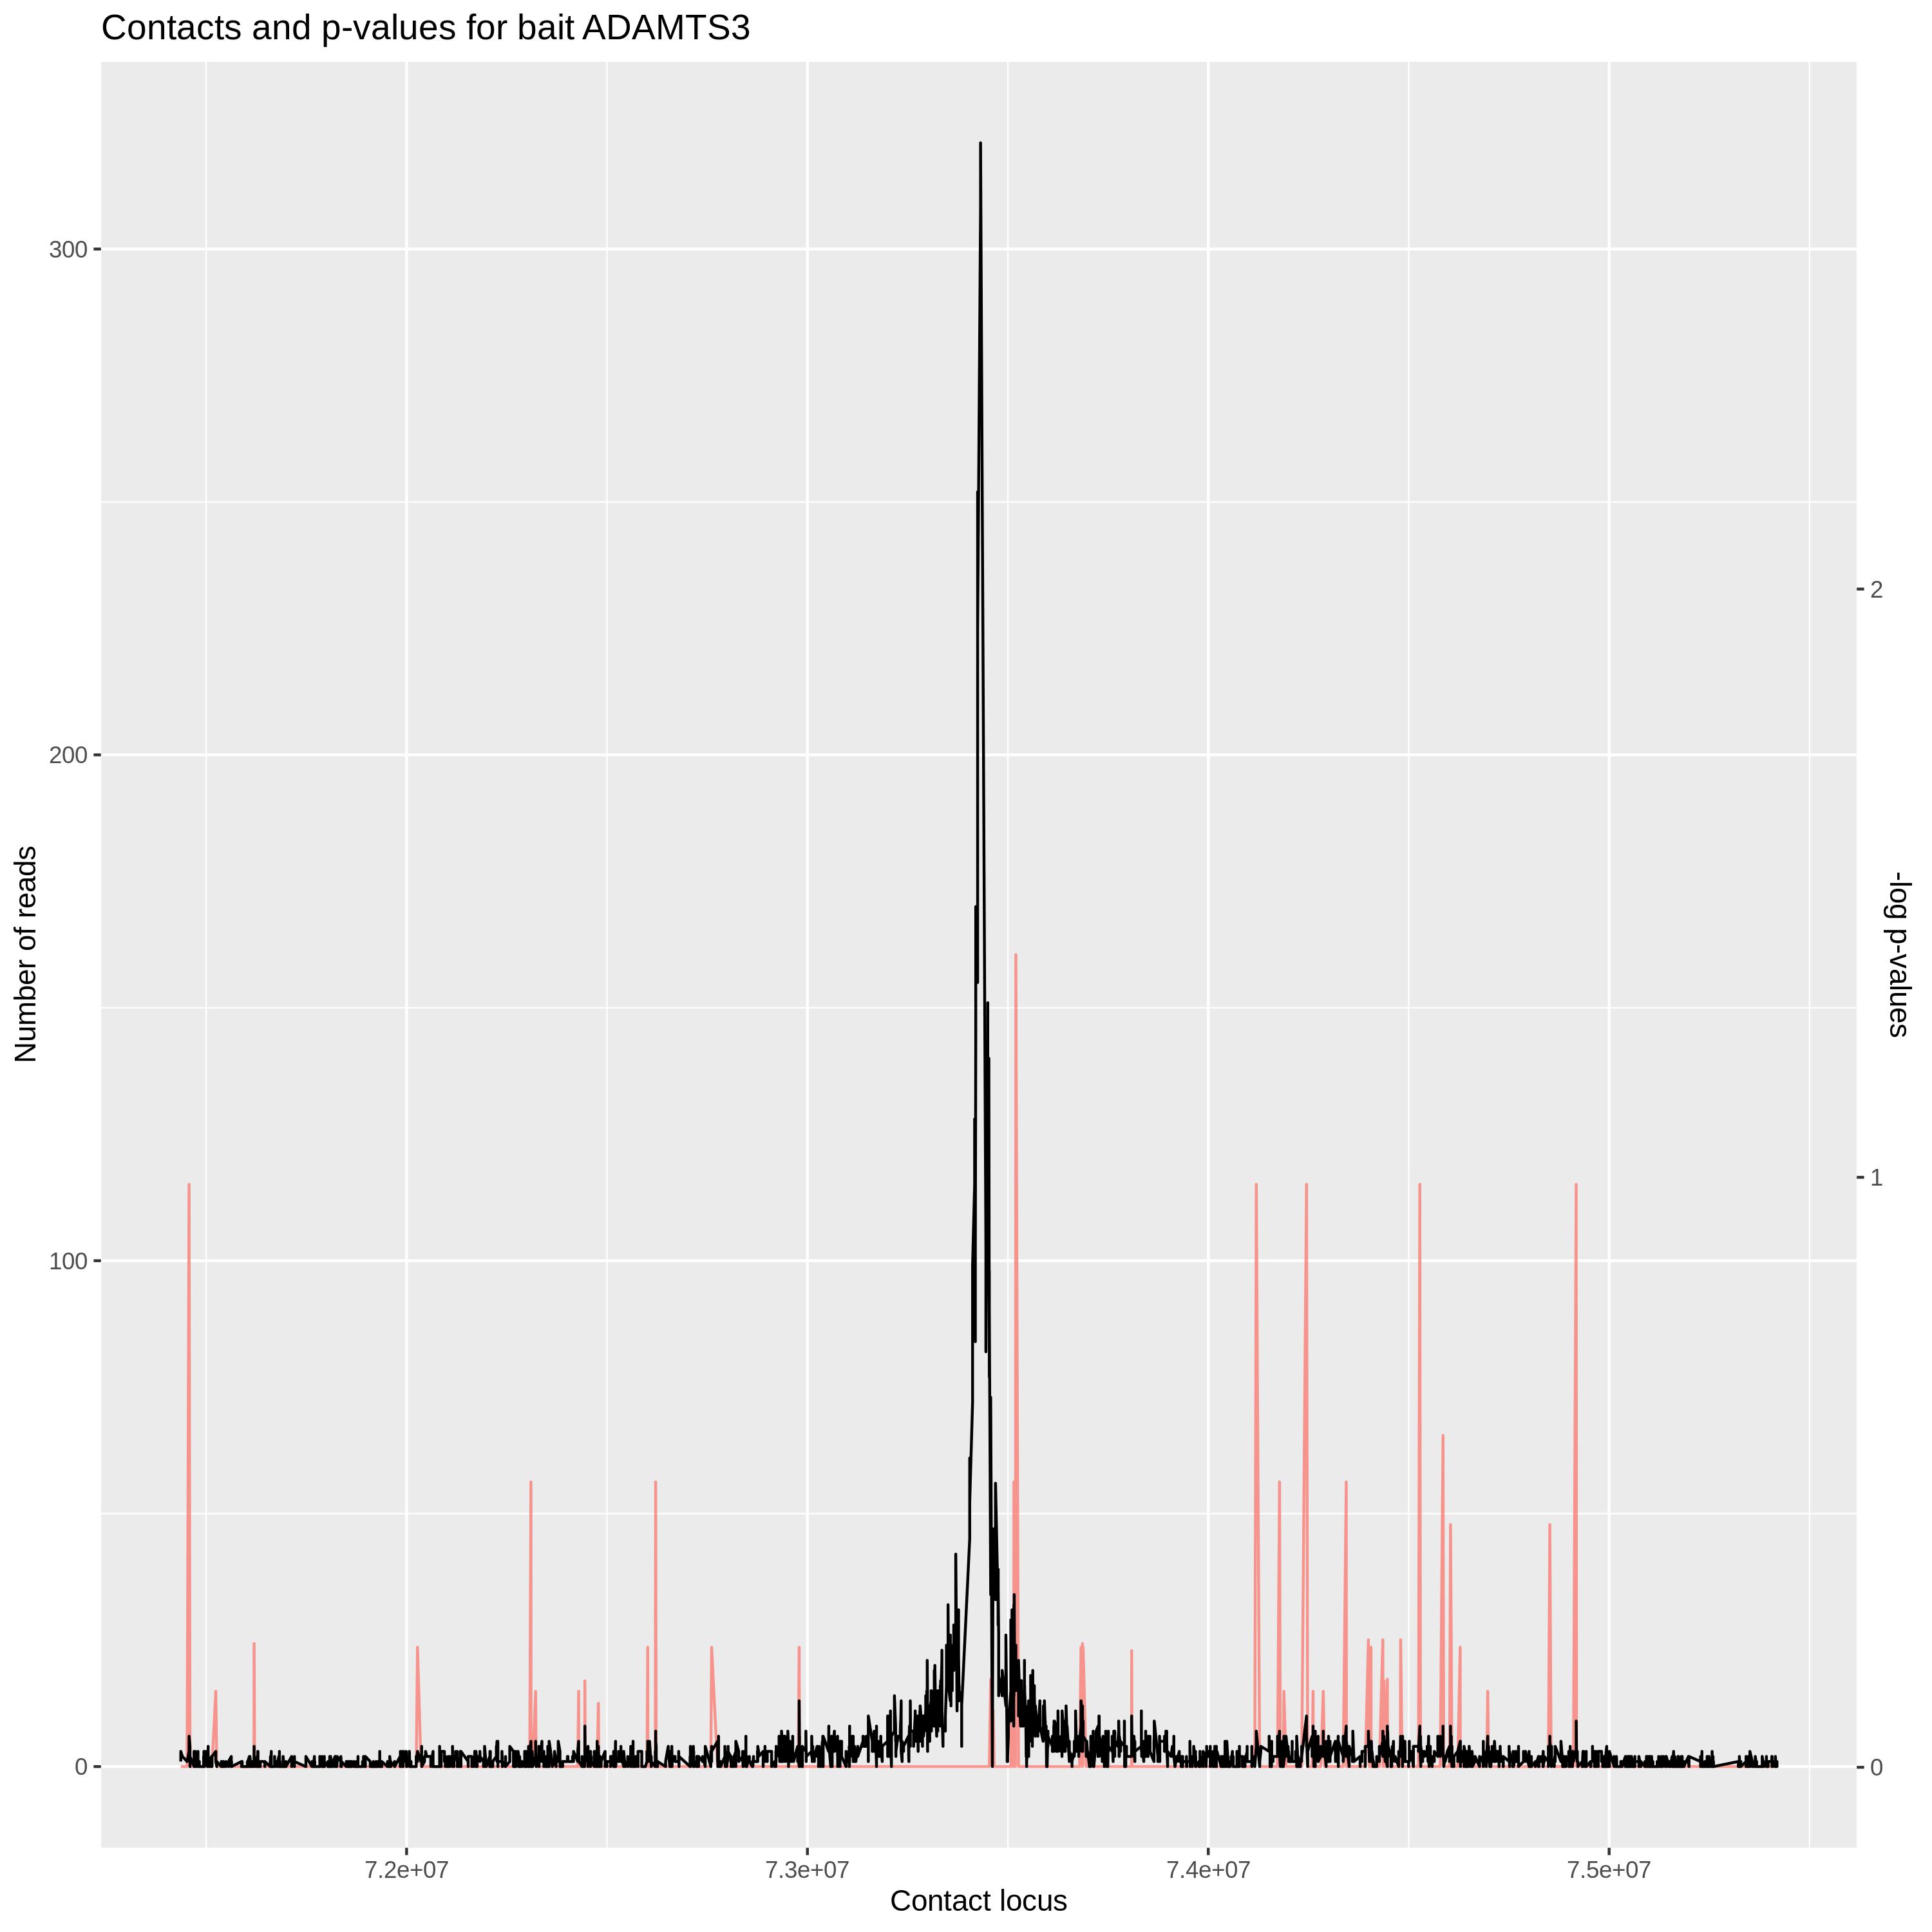 Contacts and p-values for bait ADAMTS3
300
200
100
0
Number of reads
2
1
0
-log p-values
7.2e+07
7.3e+07
7.4e+07
7.5e+07
Contact locus